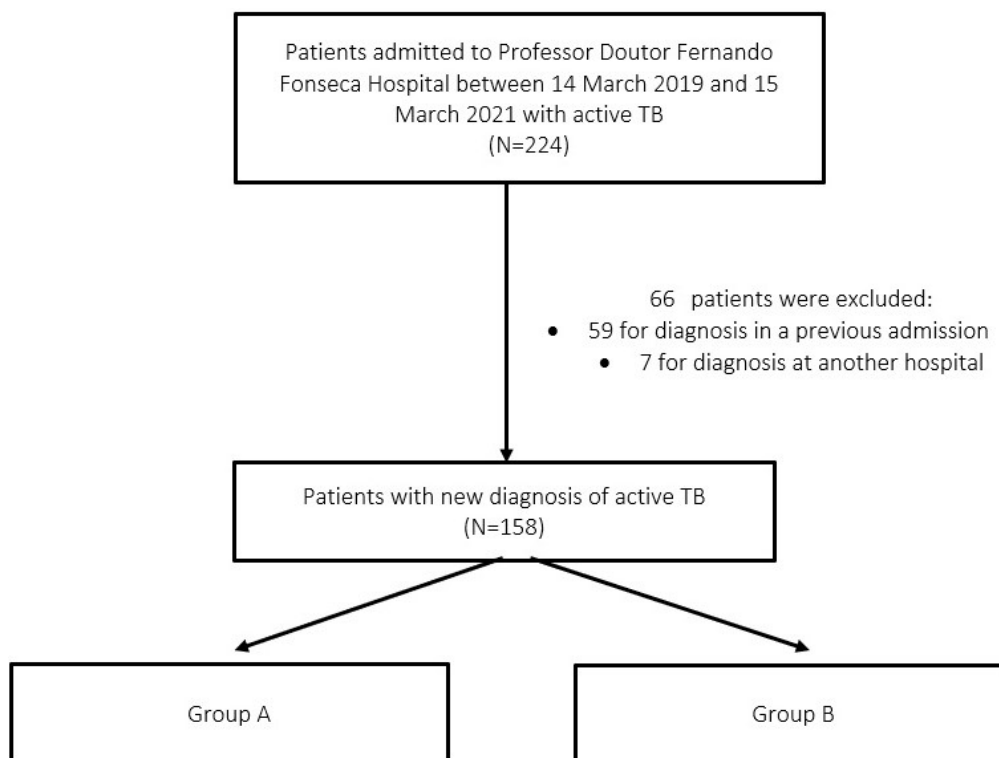 Patients admitted to Professor Doutor Fernando
Fonseca Hospital between 14 March 2019 and 15
March 2021 with active TB
(N=224)
66 patients were excluded:
• 59 for diagnosis in a previous admission
• 7 for diagnosis at another hospital
Patients with new diagnosis of active TB
(N=158)
Group A
Group B